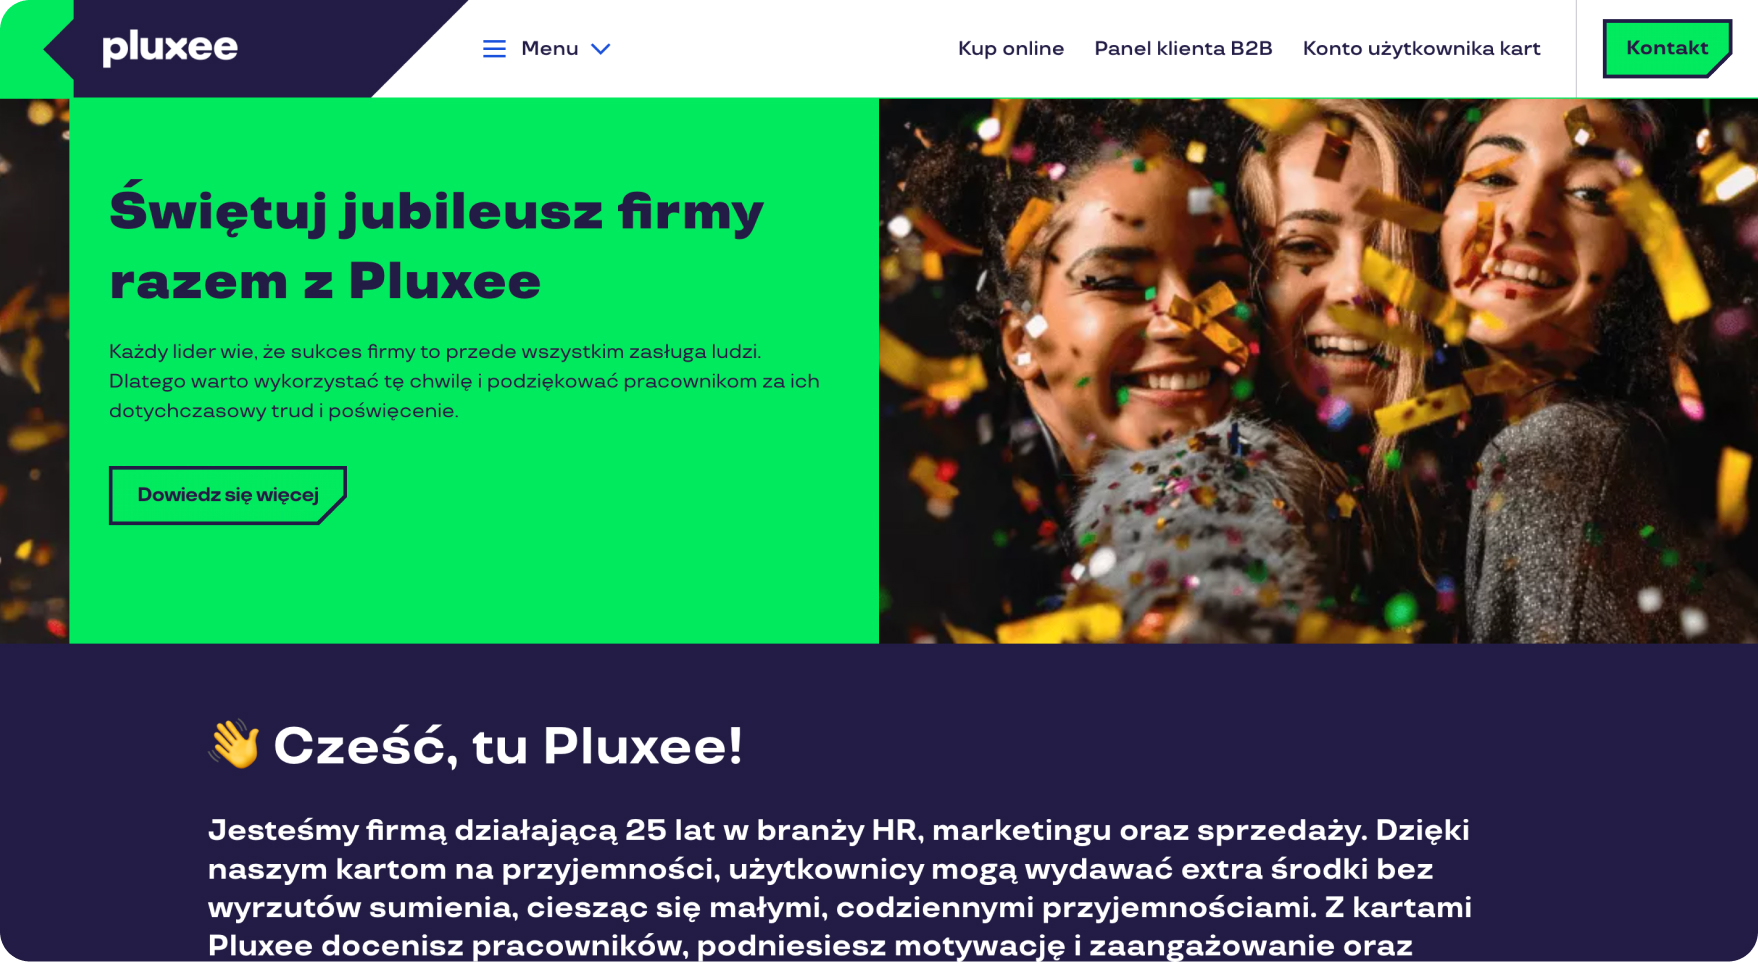 pluxee
Menu
Kup online
Panel klienta B2B
Konto użytkownika kart
Kontakt
Świętuj jubileusz firmy
razem z Pluxee
Każdy lider wie, że sukces firmy to przede wszystkim zasługa ludzi.
Dlatego warto wykorzystać tę chwilę i podziękować pracownikom za ich
dotychczasowy trud i poświęcenie.
Dowiedz się więcej
👋 Cześć, tu Pluxee!
Jesteśmy firmą działającą 25 lat w branży HR, marketingu oraz sprzedaży. Dzięki
naszym kartom na przyjemności, użytkownicy mogą wydawać extra środki bez
wyrzutów sumienia, ciesząc się małymi, codziennymi przyjemnościami. Z kartami
Pluxee docenisz pracowników, podniesiesz motywację i zaangażowanie oraz